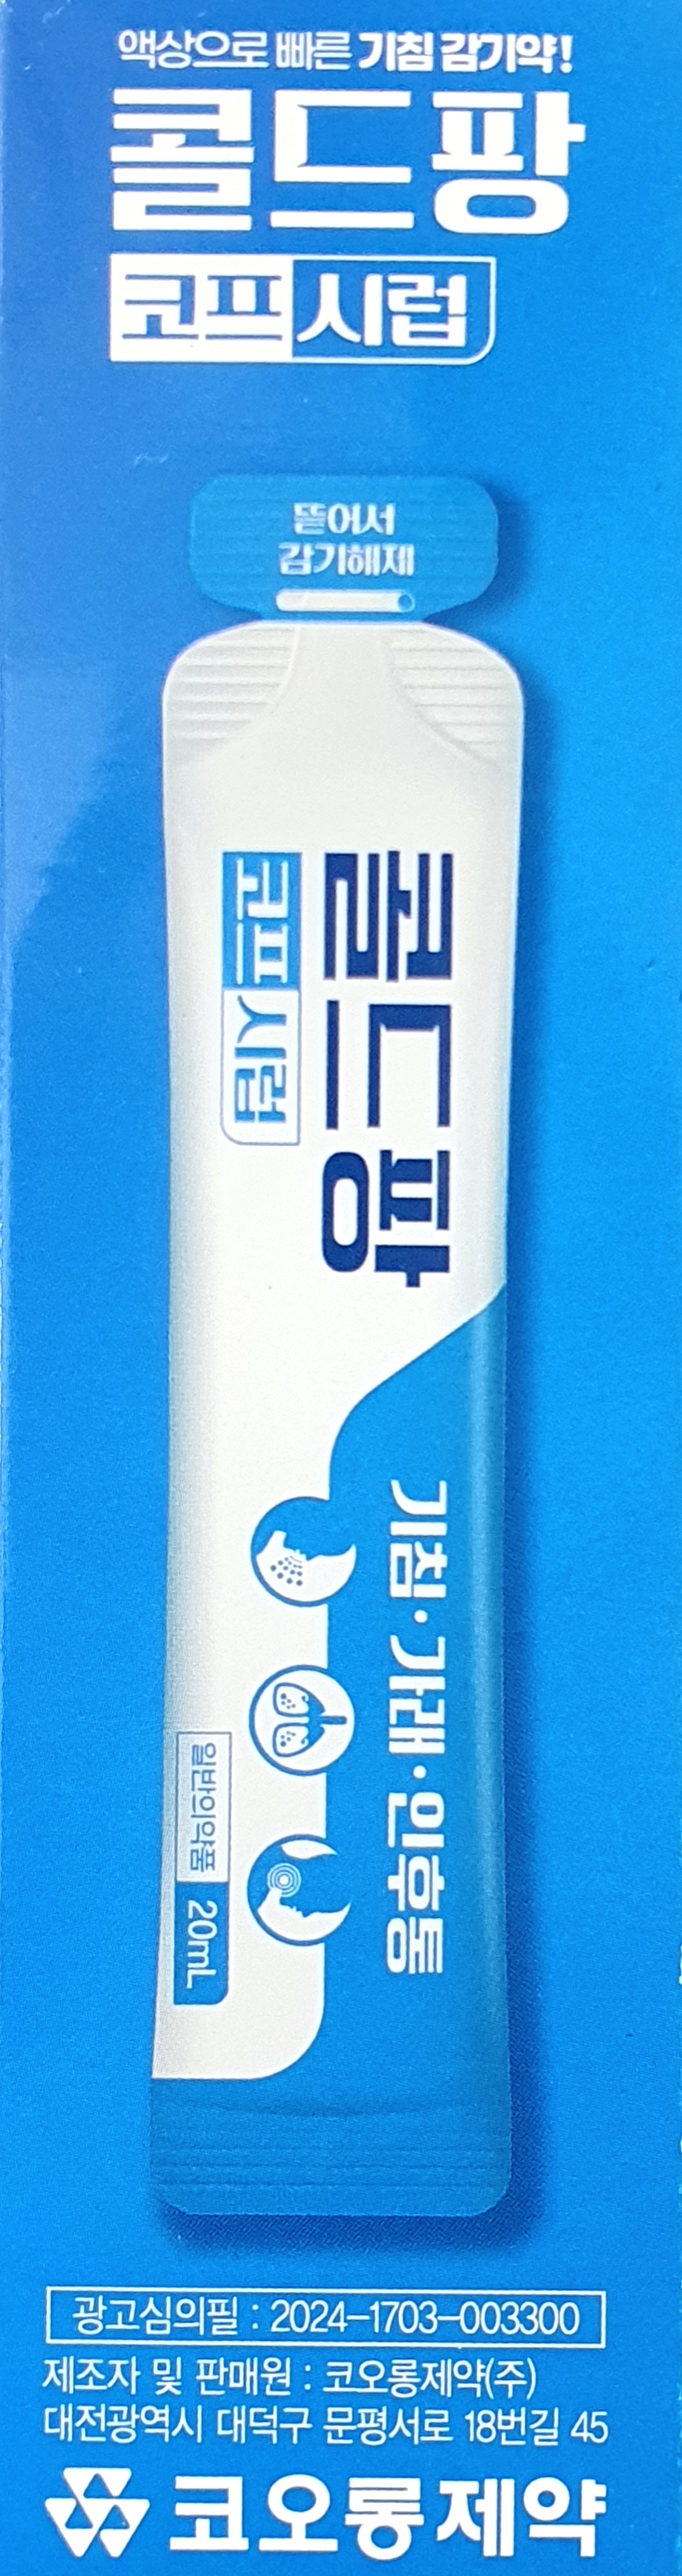 액상으로 빠른 기침 감기약!
콜드팡
코프시럽
뜯어서
감기해제
콜드팡
코프시럽
기침·가래·인후통
일반의약품 20mL
광고심의필 : 2024-1703-003300
제조자 및 판매원 : 코오롱제약(주)
대전광역시 대덕구 문평서로 18번길 45
코오롱제약